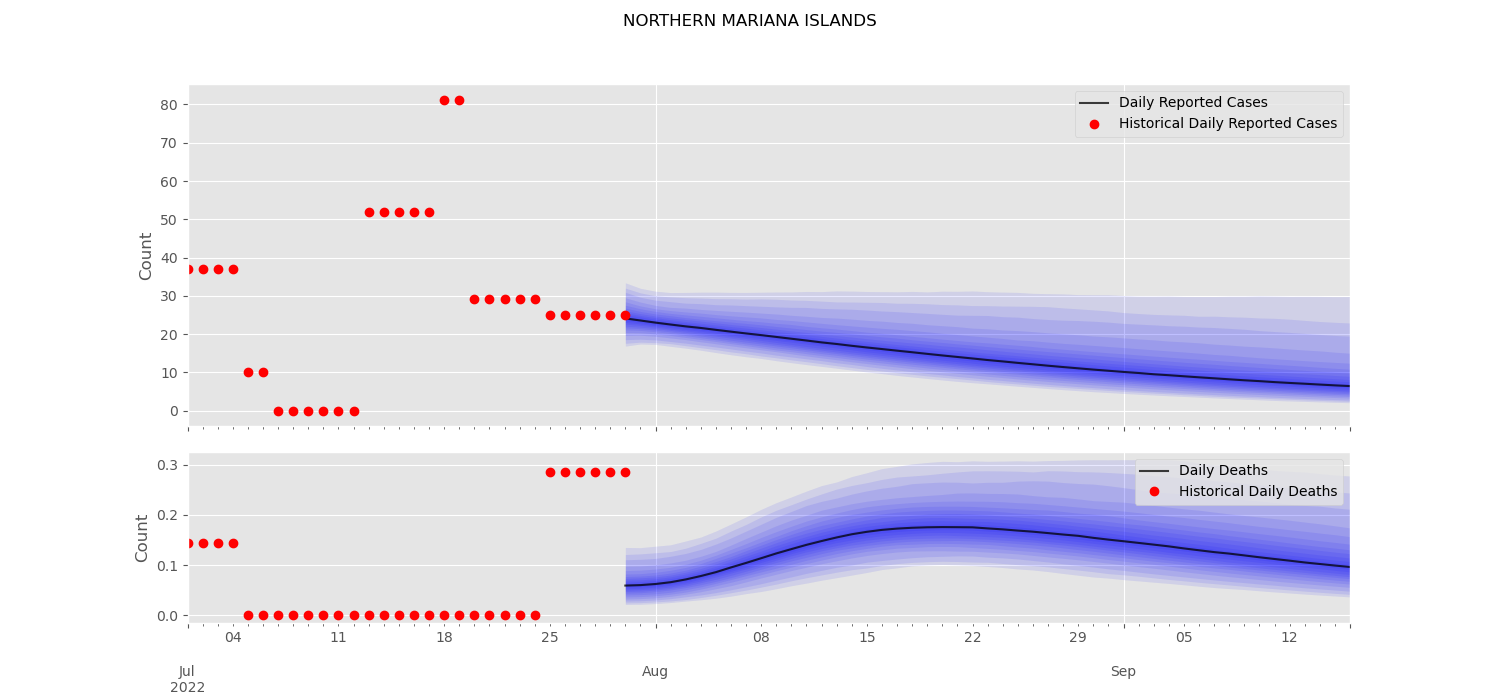 NORTHERN MARIANA ISLANDS
80
70
60
50
40
30
20
10
0
Count
Daily Reported Cases
Historical Daily Reported Cases
0.3
0.2
0.1
0.0
Count
Daily Deaths
Historical Daily Deaths
04 11 18 25 08 15 22 29 05 12
Jul Aug Sep
2022